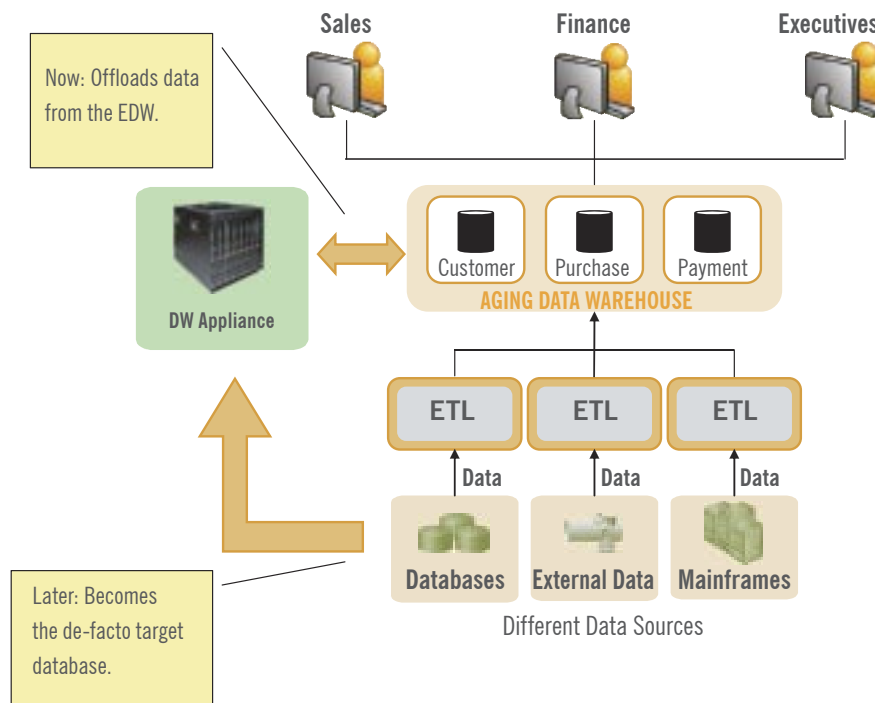 Sales
Finance
Executives
Now: Offloads data
from the EDW.
Customer
Purchase
Payment
AGING DATA WAREHOUSE
DW Appliance
ETL
ETL
ETL
Data
Data
Data
Databases
External Data
Mainframes
Different Data Sources
Later: Becomes
the de-facto target
database.